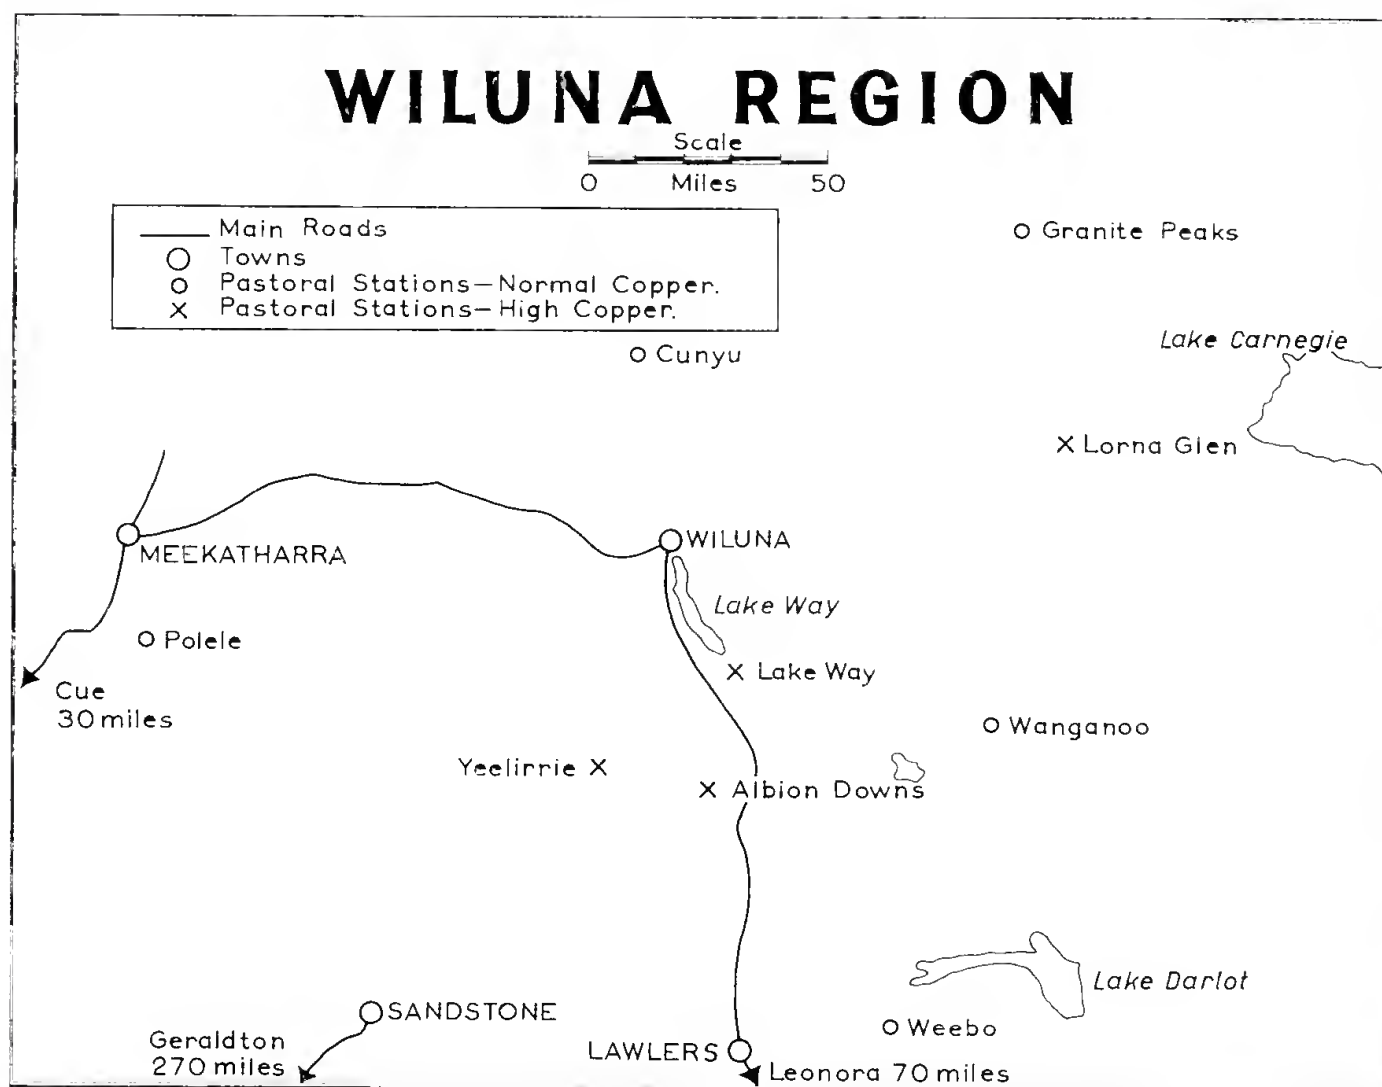 WILUNA REGION
Scale
0 Miles 50
Main Roads
Towns
Pastoral Stations—Normal Copper.
Pastoral Stations—High Copper.
Granite Peaks
Lake Carnegie
Cunyu
Lorna Glen
WILUNA
MEEKATHARRA
Lake Way
Polele
Lake Way
Cue
30 miles
Wanganoo
Yeelirrie
Albion Downs
Lake Darlot
SANDSTONE
Weebo
Geraldton
270 miles
LAWLERS
Leonora 70 miles